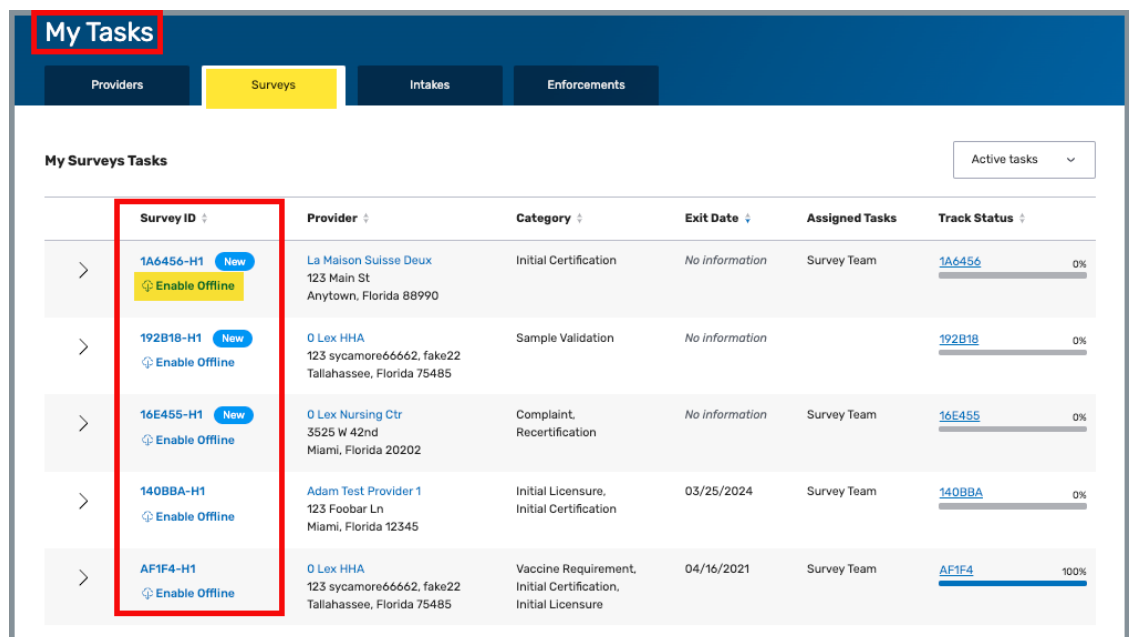 My Tasks
Providers Surveys Intakes Enforcements
My Surveys Tasks
Active tasks
Survey ID Provider Category Exit Date Assigned Tasks Track Status
1A6456-H1 New La Maison Suisse Deux Initial Certification No information Survey Team 1A6456 0%
Enable Offline 123 Main St
Anytown, Florida 88990
192B18-H1 New 0 Lex HHA Sample Validation No information 192B18 0%
Enable Offline 123 sycamore66662, fake22
Tallahassee, Florida 75485
16E455-H1 New 0 Lex Nursing Ctr Complaint, No information Survey Team 16E455 0%
Enable Offline 3525 W 42nd Recertification
Miami, Florida 20202
140BBA-H1 Adam Test Provider 1 Initial Licensure, 03/25/2024 Survey Team 140BBA 0%
Enable Offline 123 Foobar Ln Initial Certification
Miami, Florida 12345
AF1F4-H1 0 Lex HHA Vaccine Requirement, 04/16/2021 Survey Team AF1F4 100%
Enable Offline 123 sycamore66662, fake22 Initial Certification,
Tallahassee, Florida 75485 Initial Licensure